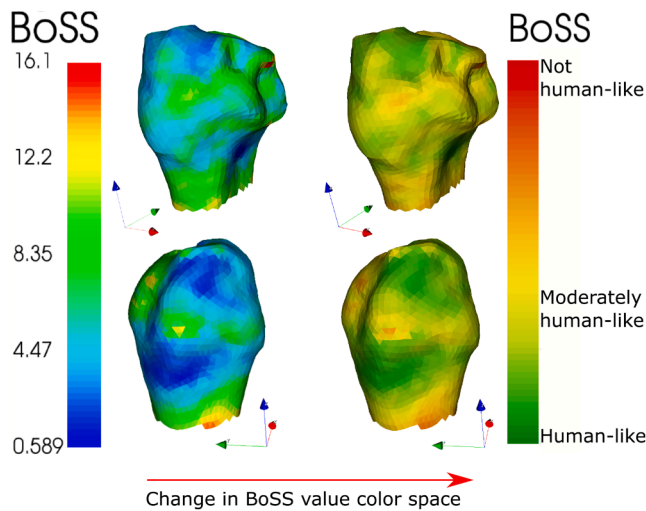 BoSS
16.1
12.2
8.35
4.47
0.589
BoSS
Not
human-like
Moderately
human-like
Human-like
Change in BoSS value color space